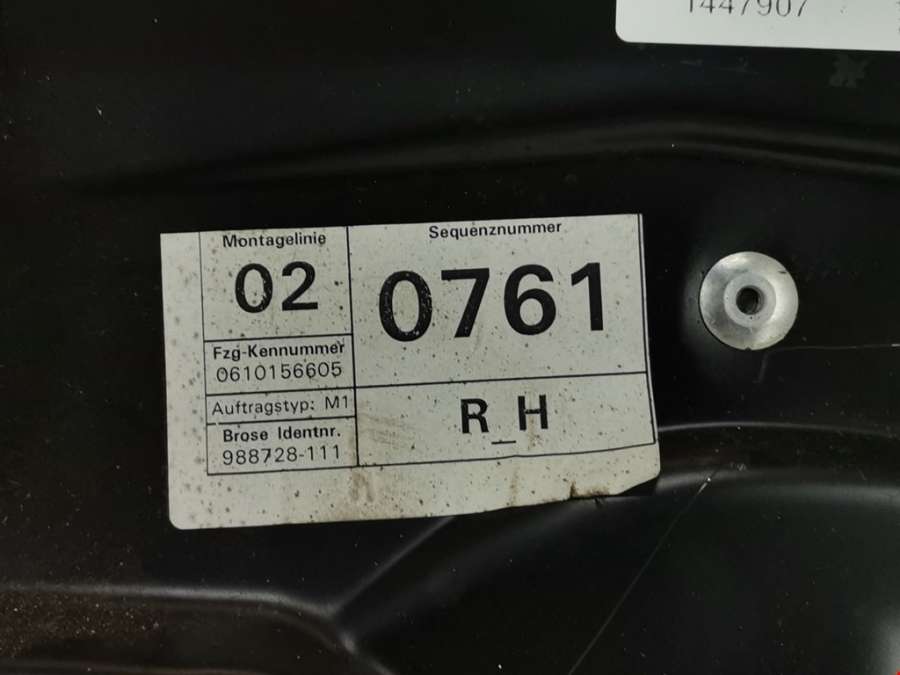 1447907
Montagelinie
02
Sequenznummer
0761
Fzg-Kennummer
0610156605
Auftragstyp: M1
Brose Identnr.
988728-111
R_H